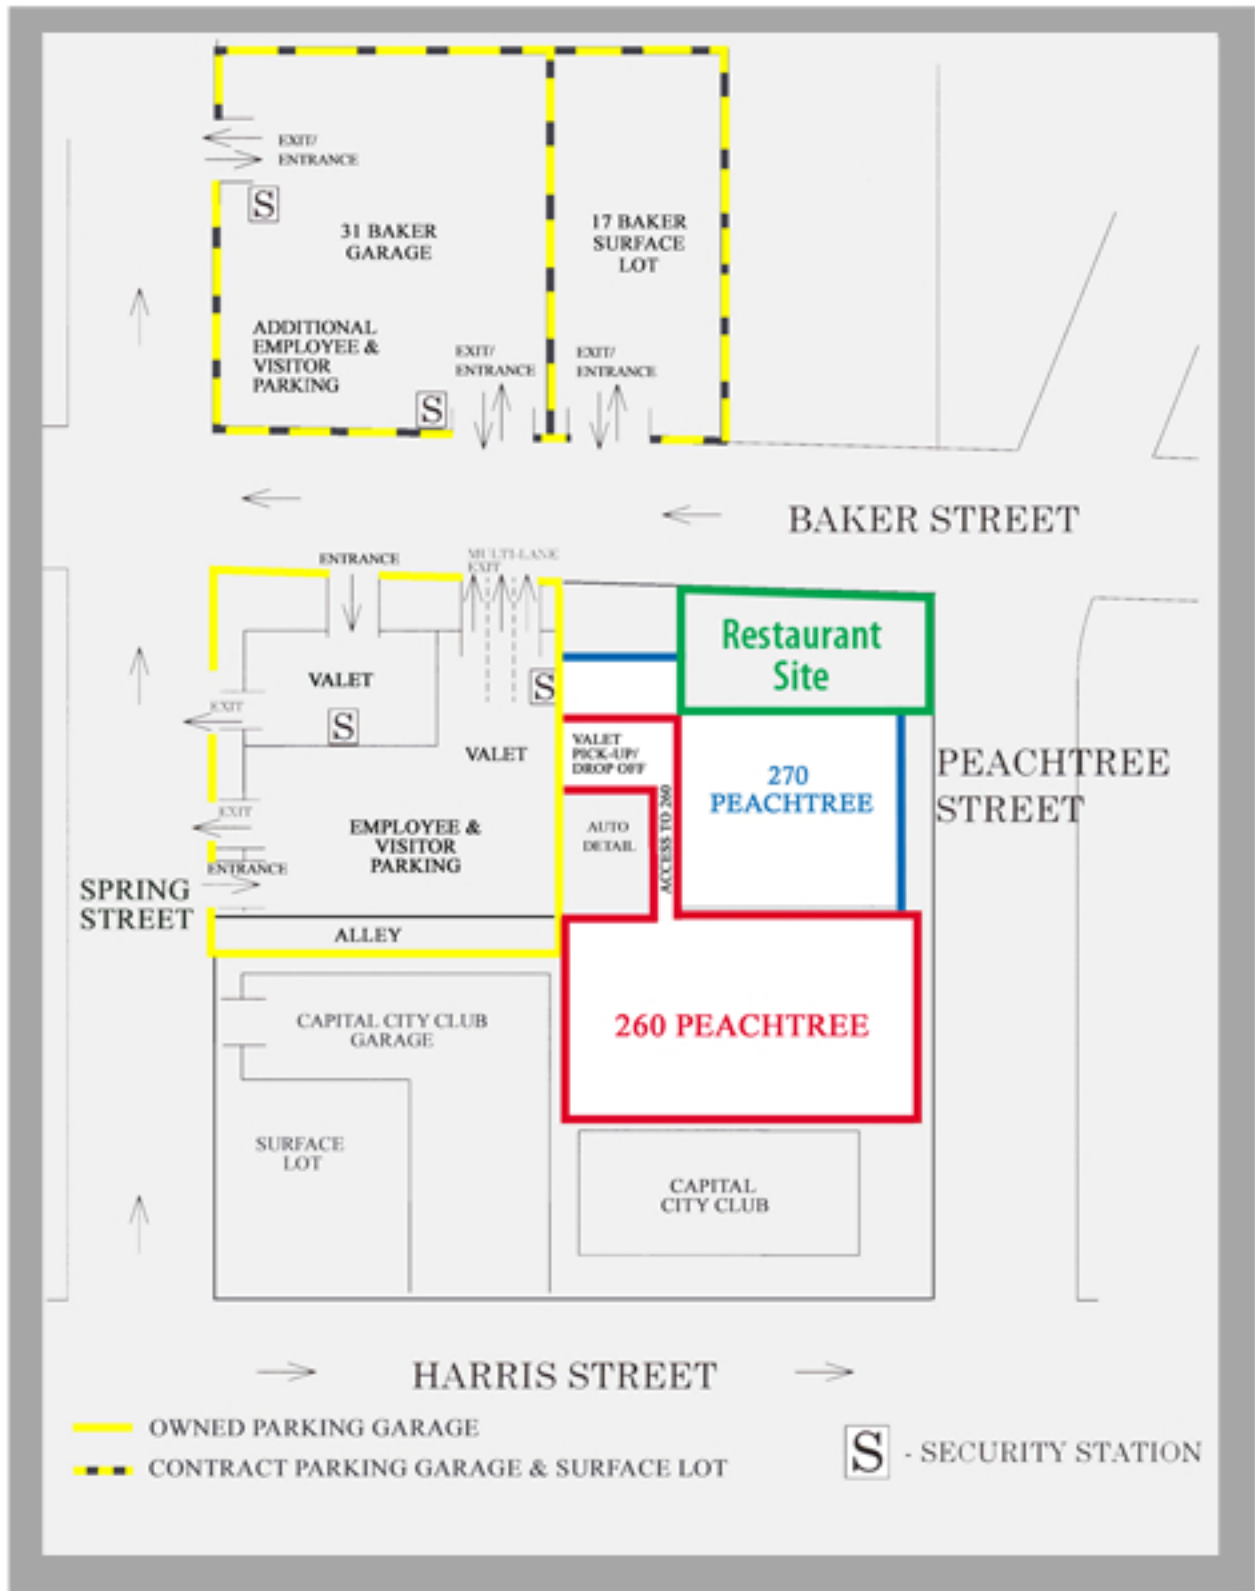 EXIT/
ENTRANCE
S
31 BAKER
GARAGE
17 BAKER
SURFACE
LOT
ADDITIONAL
EMPLOYEE &
VISITOR
PARKING
EXIT/
ENTRANCE
EXIT/
ENTRANCE
S
BAKER STREET
ENTRANCE
MULTI-LANE
EXIT
Restaurant
Site
VALET
S
EXIT
S
VALET
VALET
PICK-UP/
DROP OFF
270
PEACHTREE
PEACHTREE
STREET
EXIT
EMPLOYEE &
VISITOR
PARKING
AUTO
DETAIL
ACCESS TO 260
ENTRANCE
SPRING
STREET
ALLEY
CAPITAL CITY CLUB
GARAGE
260 PEACHTREE
SURFACE
LOT
CAPITAL
CITY CLUB
HARRIS STREET
OWNED PARKING GARAGE
CONTRACT PARKING GARAGE & SURFACE LOT
S - SECURITY STATION